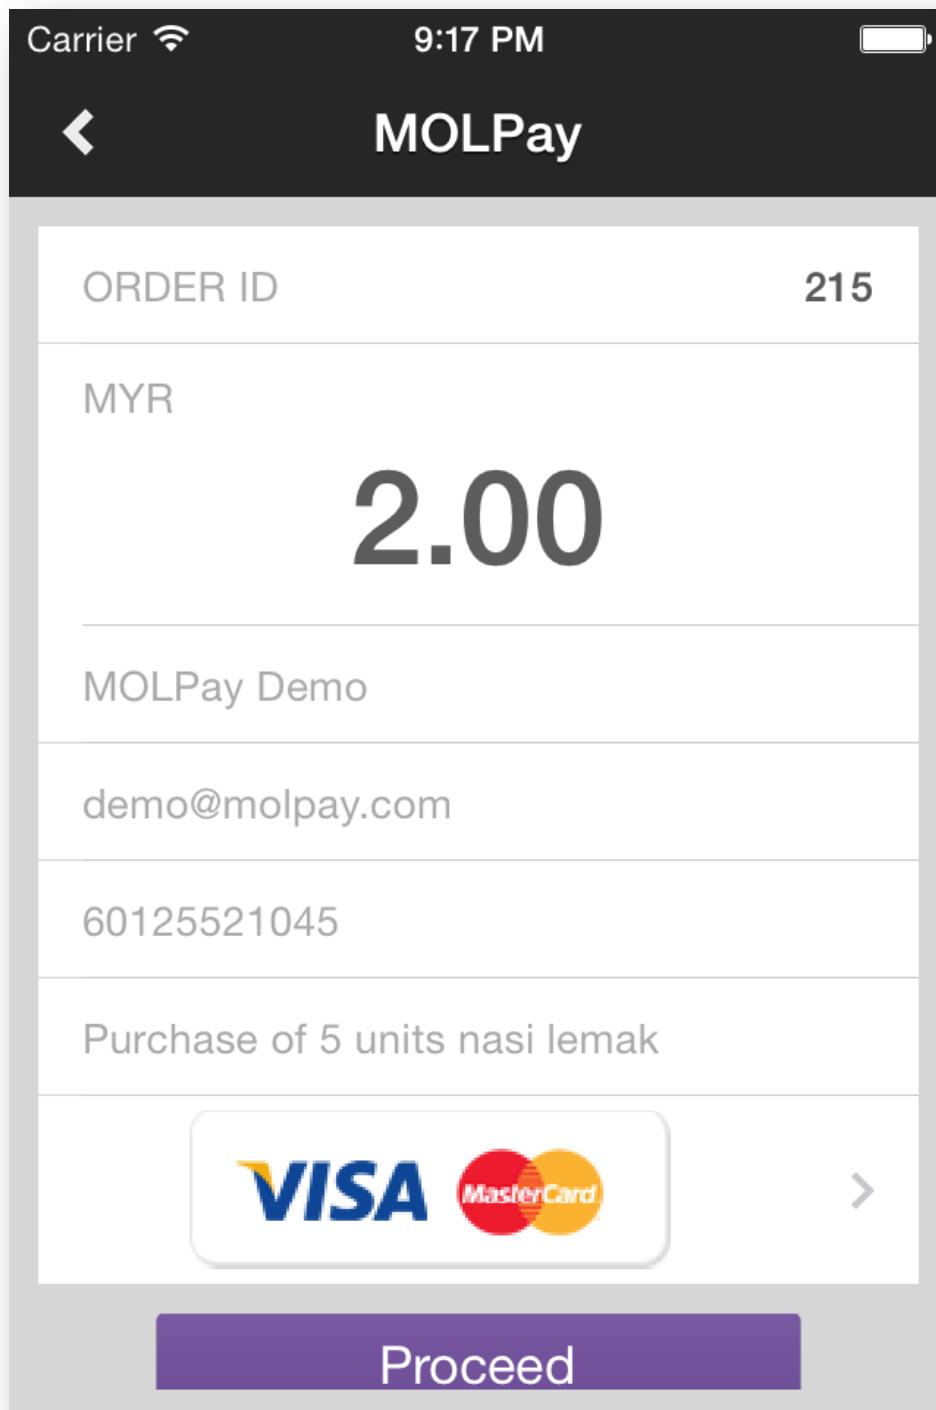 Carrier 9:17 PM
MOLPay
ORDER ID 215
MYR
2.00
MOLPay Demo
demo@molpay.com
60125521045
Purchase of 5 units nasi lemak
VISA MasterCard
Proceed